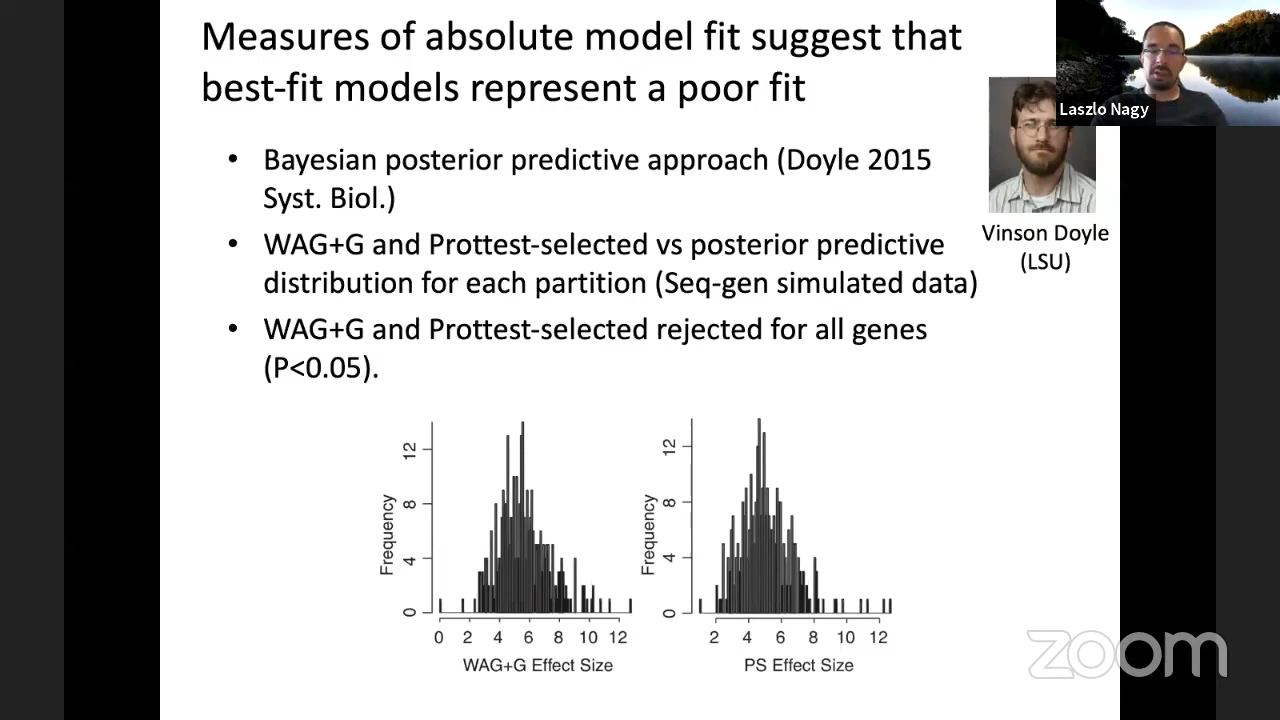 Measures of absolute model fit suggest that
best-fit models represent a poor fit
Laszlo Nagy
• Bayesian posterior predictive approach (Doyle 2015
Syst. Biol.)
• WAG+G and Prottest-selected vs posterior predictive
distribution for each partition (Seq-gen simulated data)
• WAG+G and Prottest-selected rejected for all genes
(P<0.05).
Vinson Doyle
(LSU)
Frequency
12
8
4
0
0 2 4 6 8 10 12
WAG+G Effect Size
Frequency
12
8
4
0
2 4 6 8 10 12
PS Effect Size
zoom